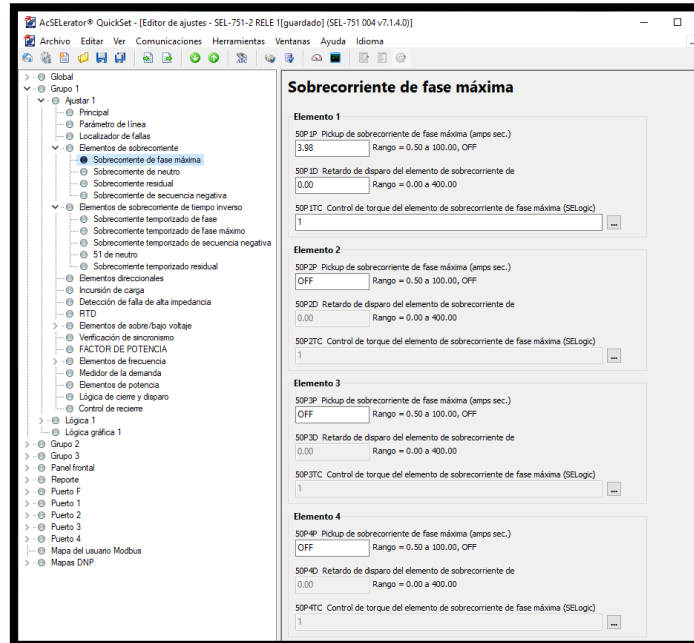 AcSELerator® QuickSet - [Editor de ajustes - SEL-751-2 RELE 1[guardado] (SEL-751 004 v7.1.4.0)]
Archivo Editar Ver Comunicaciones Herramientas Ventanas Ayuda Idioma
Global
Grupo 1
Ajustar 1
Principal
Parámetro de línea
Localizador de fallas
Elementos de sobrecorriente
Sobrecorriente de fase máxima
Sobrecorriente de neutro
Sobrecorriente residual
Sobrecorriente de secuencia negativa
Elementos de sobrecorriente de tiempo inverso
Sobrecorriente temporizado de fase
Sobrecorriente temporizado de fase máximo
Sobrecorriente temporizado de secuencia negativa
51 de neutro
Sobrecorriente temporizado residual
Elementos direccionales
Incursión de carga
Detección de falla de alta impedancia
RTD
Elementos de sobre/bajo voltaje
Verificación de sincronismo
FACTOR DE POTENCIA
Elementos de frecuencia
Medidor de la demanda
Elementos de potencia
Lógica de cierre y disparo
Control de recierre
Lógica 1
Lógica gráfica 1
Grupo 2
Grupo 3
Panel frontal
Reporte
Puerto F
Puerto 1
Puerto 2
Puerto 3
Puerto 4
Mapa del usuario Modbus
Mapas DNP
Sobrecorriente de fase máxima
Elemento 1
50P1P Pickup de sobrecorriente de fase máxima (amps sec.)
3.98 Rango = 0.50 a 100.00, OFF
50P1D Retardo de disparo del elemento de sobrecorriente de
0.00 Rango = 0.00 a 400.00
50P1TC Control de torque del elemento de sobrecorriente de fase máxima (SELogic)
1 ...
Elemento 2
50P2P Pickup de sobrecorriente de fase máxima (amps sec.)
OFF Rango = 0.50 a 100.00, OFF
50P2D Retardo de disparo del elemento de sobrecorriente de
0.00 Rango = 0.00 a 400.00
50P2TC Control de torque del elemento de sobrecorriente de fase máxima (SELogic)
1 ...
Elemento 3
50P3P Pickup de sobrecorriente de fase máxima (amps sec.)
OFF Rango = 0.50 a 100.00, OFF
50P3D Retardo de disparo del elemento de sobrecorriente de
0.00 Rango = 0.00 a 400.00
50P3TC Control de torque del elemento de sobrecorriente de fase máxima (SELogic)
1 ...
Elemento 4
50P4P Pickup de sobrecorriente de fase máxima (amps sec.)
OFF Rango = 0.50 a 100.00, OFF
50P4D Retardo de disparo del elemento de sobrecorriente de
0.00 Rango = 0.00 a 400.00
50P4TC Control de torque del elemento de sobrecorriente de fase máxima (SELogic)
1 ...